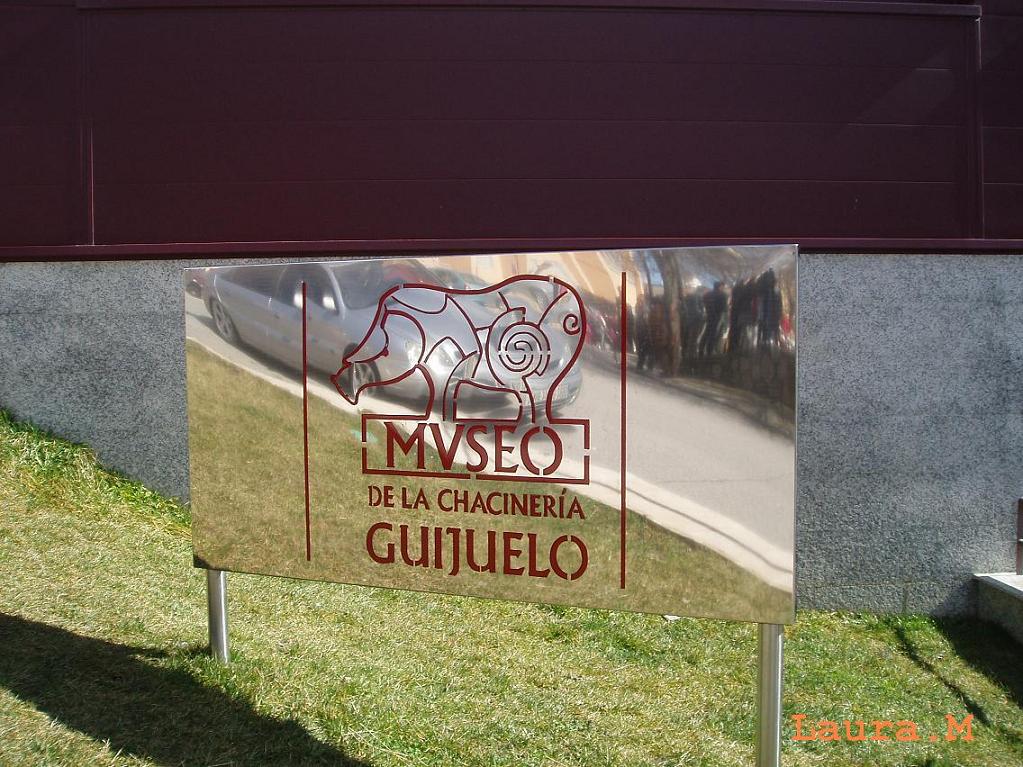 MVSEO
DE LA CHACINERÍA
GUIJUELO
Laura.M